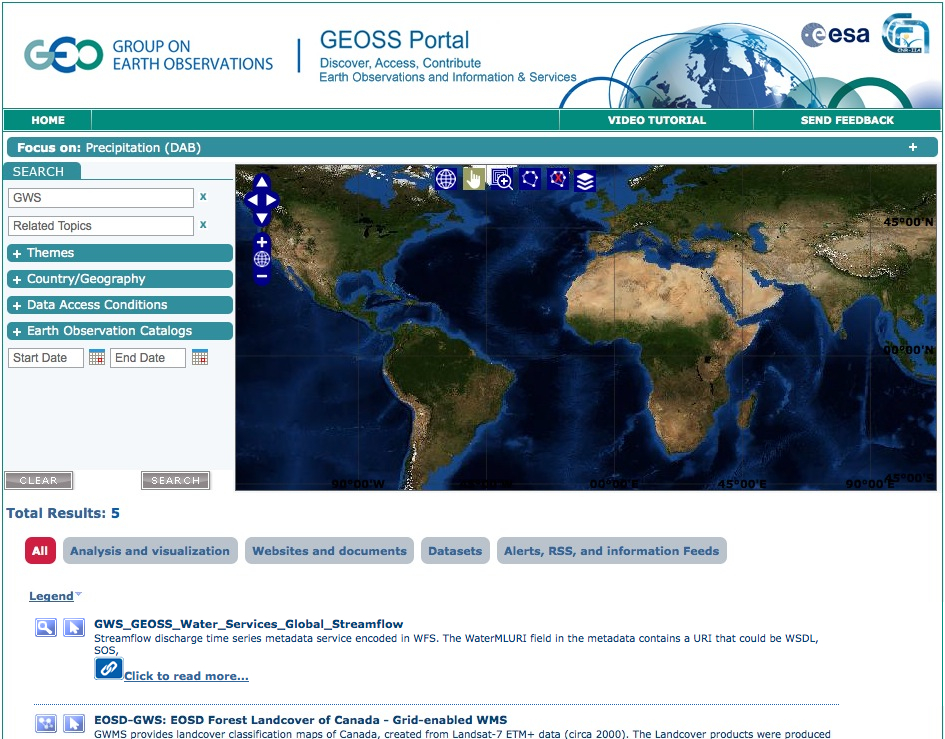 GEO GROUP ON
EARTH OBSERVATIONS
GEOSS Portal
Discover, Access, Contribute
Earth Observations and Information & Services
esa
HOME
VIDEO TUTORIAL
SEND FEEDBACK
Focus on: Precipitation (DAB)
+
SEARCH
GWS
x
Related Topics
x
+ Themes
+ Country/Geography
+ Data Access Conditions
+ Earth Observation Catalogs
Start Date
End Date
CLEAR
SEARCH
45°00'N
00°00'N
45°00'S
90°00'W
45°00'W
00°00'E
45°00'E
90°00'E
Total Results: 5
All
Analysis and visualization
Websites and documents
Datasets
Alerts, RSS, and information Feeds
Legend
GWS_GEOSS_Water_Services_Global_Streamflow
Streamflow discharge time series metadata service encoded in WFS. The WaterMLURI field in the metadata contains a URI that could be WSDL,
SOS,
Click to read more...
EOSD-GWS: EOSD Forest Landcover of Canada - Grid-enabled WMS
GWMS provides landcover classification maps of Canada, created from Landsat-7 ETM+ data (circa 2000). The Landcover products were produced